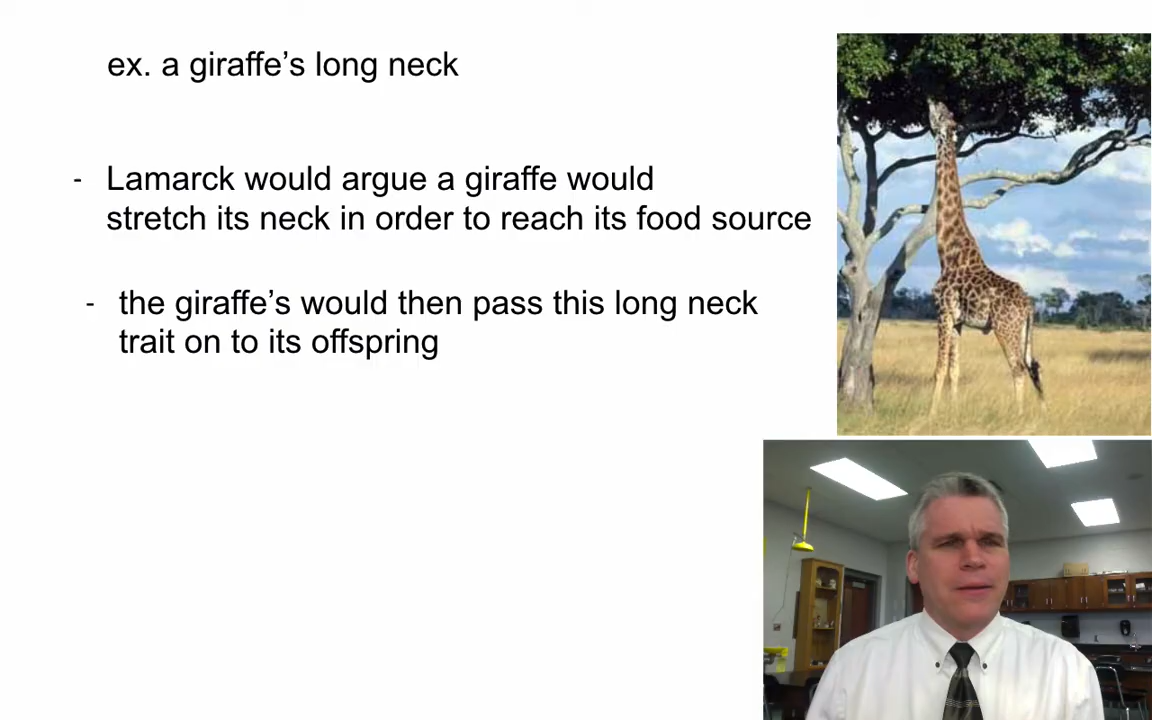 ex. a giraffe’s long neck
- Lamarck would argue a giraffe would
stretch its neck in order to reach its food source
- the giraffe’s would then pass this long neck
trait on to its offspring